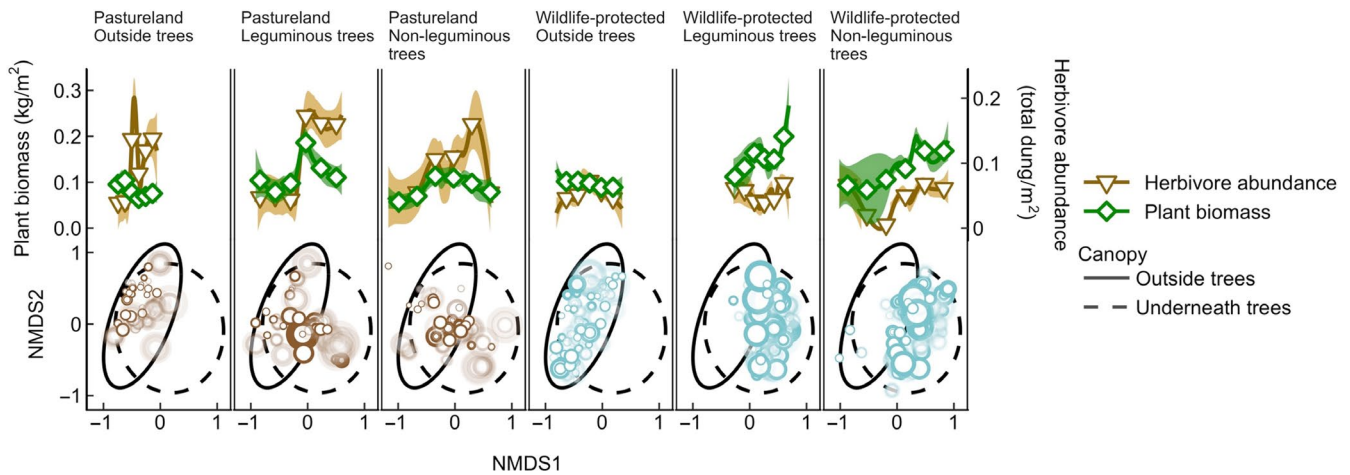 Pastureland
Outside trees
Pastureland
Leguminous trees
Pastureland
Non-leguminous
trees
Wildlife-protected
Outside trees
Wildlife-protected
Leguminous trees
Wildlife-protected
Non-leguminous
trees
Plant biomass (kg/m²)
0.3
0.2
0.1
0.0
0.2
0.1
0
Herbivore abundance
(total dung/m²)
Herbivore abundance
Plant biomass
Canopy
Outside trees
Underneath trees
NMDS2
1
0
−1
−1 0 1
−1 0 1
−1 0 1
−1 0 1
−1 0 1
−1 0 1
NMDS1